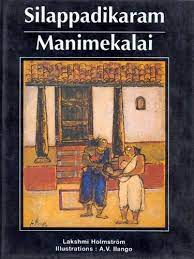 Silappadikaram
Manimekalai
Lakshmi Holmström
Illustrations : A.V. Ilango